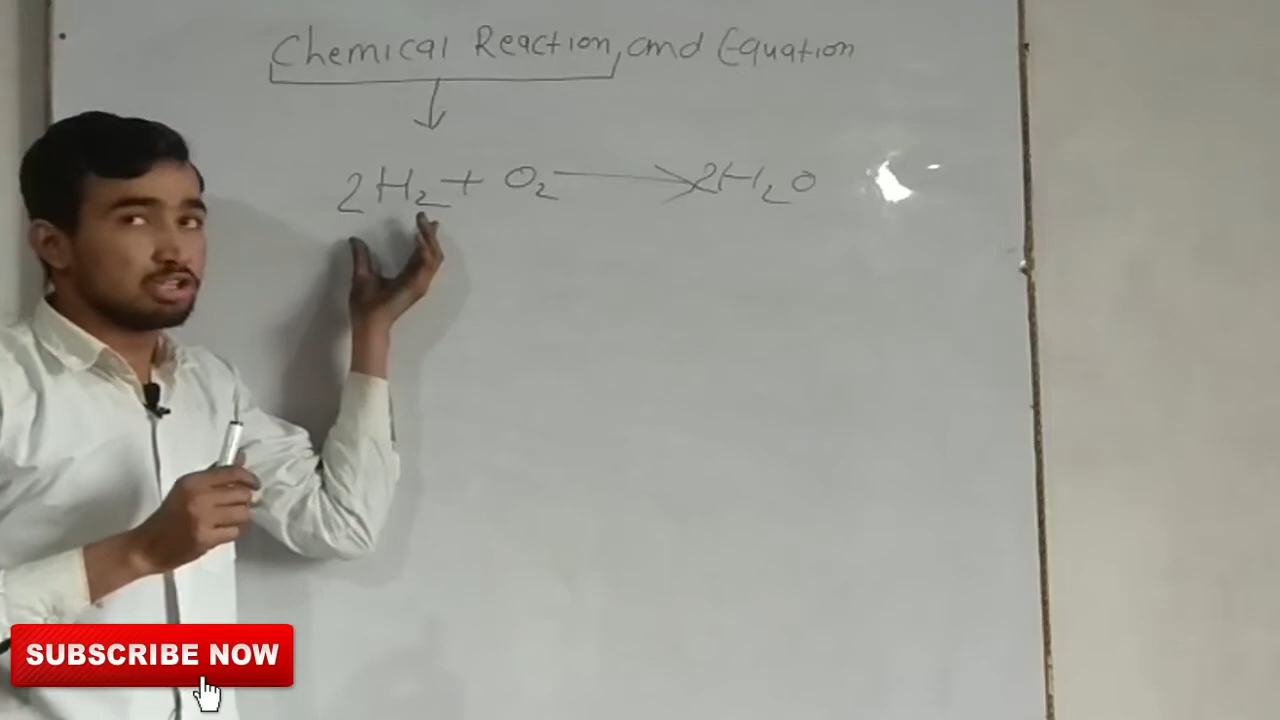 Chemical Reaction, and Equation
2H₂ + O₂ → 2H₂O
SUBSCRIBE NOW